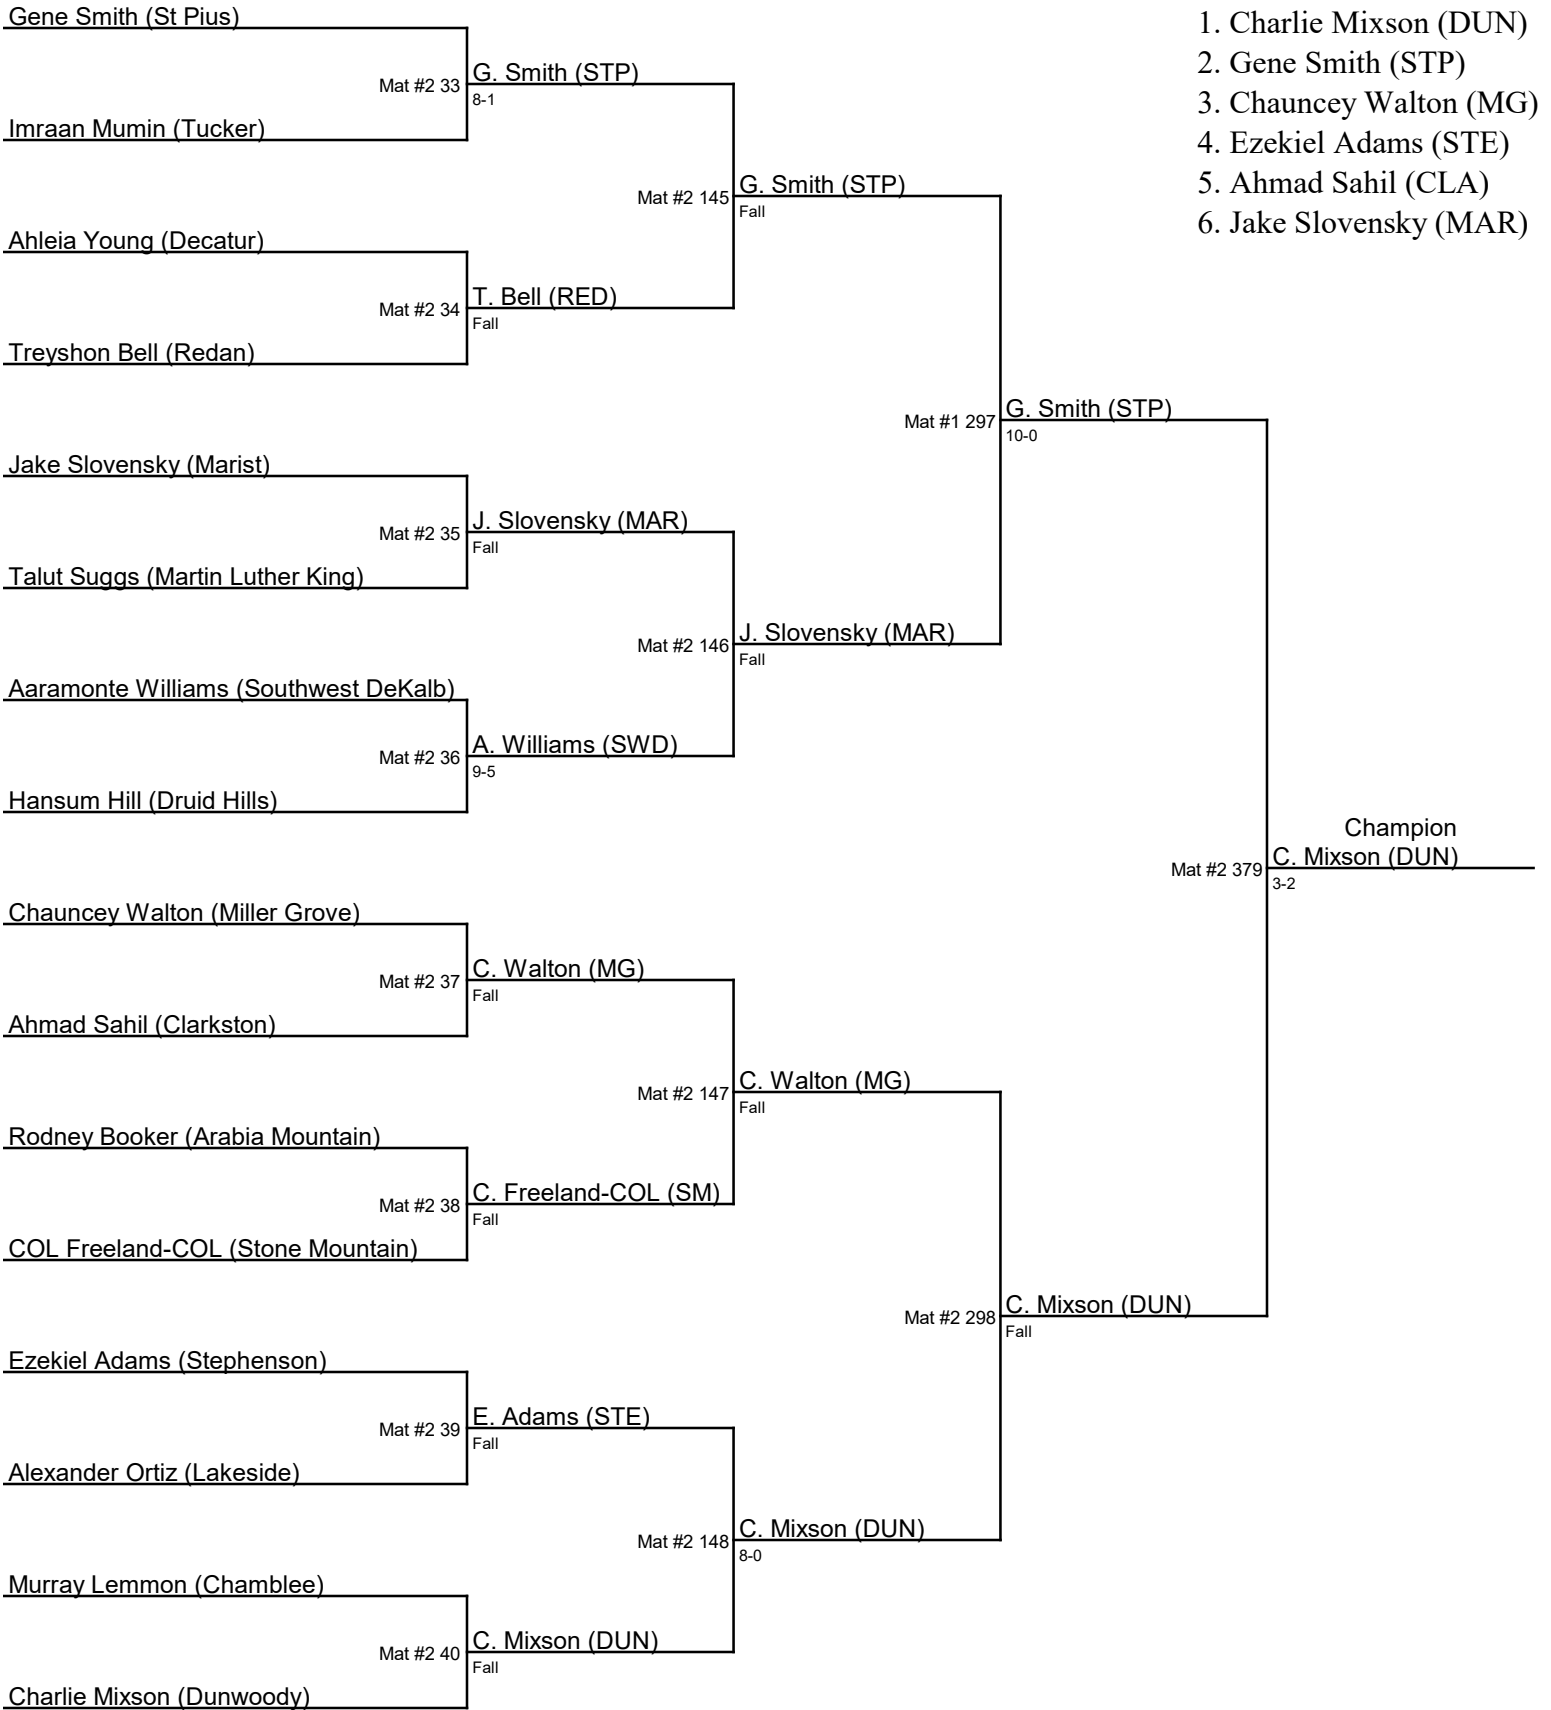 Gene Smith (St Pius)
Mat #2 33
G. Smith (STP)
8-1
Imraan Mumin (Tucker)
Mat #2 145
G. Smith (STP)
Fall
Ahleia Young (Decatur)
Mat #2 34
T. Bell (RED)
Fall
Treyshon Bell (Redan)
Mat #1 297
G. Smith (STP)
10-0
Jake Slovensky (Marist)
Mat #2 35
J. Slovensky (MAR)
Fall
Talut Suggs (Martin Luther King)
Mat #2 146
J. Slovensky (MAR)
Fall
Aaramonte Williams (Southwest DeKalb)
Mat #2 36
A. Williams (SWD)
9-5
Hansum Hill (Druid Hills)
Champion
Mat #2 379
C. Mixson (DUN)
3-2
Chauncey Walton (Miller Grove)
Mat #2 37
C. Walton (MG)
Fall
Ahmad Sahil (Clarkston)
Mat #2 147
C. Walton (MG)
Fall
Rodney Booker (Arabia Mountain)
Mat #2 38
C. Freeland-COL (SM)
Fall
COL Freeland-COL (Stone Mountain)
Mat #2 298
C. Mixson (DUN)
Fall
Ezekiel Adams (Stephenson)
Mat #2 39
E. Adams (STE)
Fall
Alexander Ortiz (Lakeside)
Mat #2 148
C. Mixson (DUN)
8-0
Murray Lemmon (Chamblee)
Mat #2 40
C. Mixson (DUN)
Fall
Charlie Mixson (Dunwoody)
1. Charlie Mixson (DUN)
2. Gene Smith (STP)
3. Chauncey Walton (MG)
4. Ezekiel Adams (STE)
5. Ahmad Sahil (CLA)
6. Jake Slovensky (MAR)